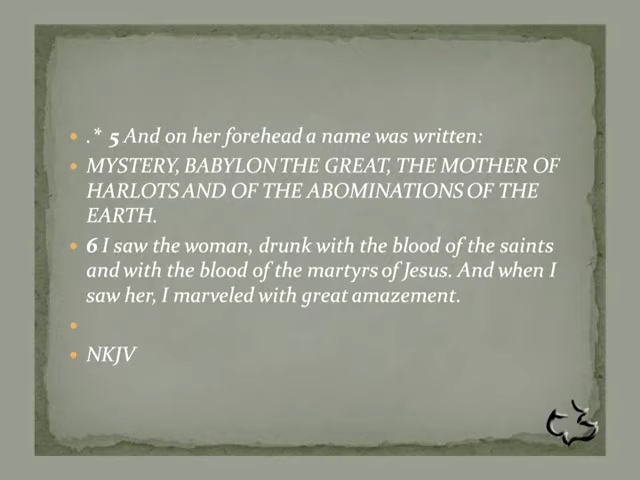 • .* 5 And on her forehead a name was written:
• MYSTERY, BABYLON THE GREAT, THE MOTHER OF
HARLOTS AND OF THE ABOMINATIONS OF THE
EARTH.
• 6 I saw the woman, drunk with the blood of the saints
and with the blood of the martyrs of Jesus. And when I
saw her, I marveled with great amazement.
•
• NKJV